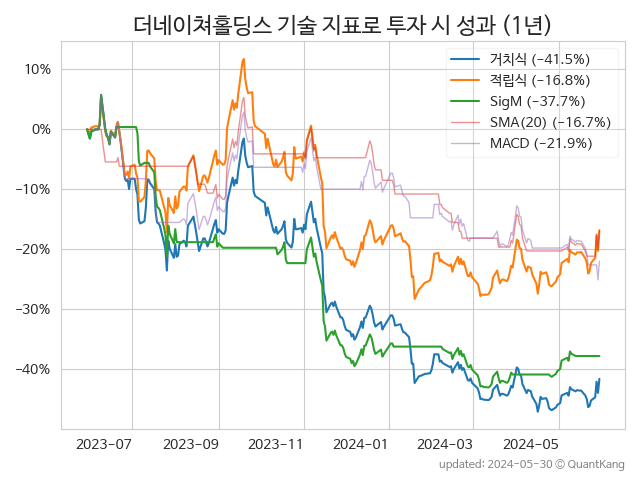 더네이쳐홀딩스 기술 지표로 투자 시 성과 (1년)
거치식 (−41.5%)
적립식 (−16.8%)
SigM (−37.7%)
SMA(20) (−16.7%)
MACD (−21.9%)
10%
0%
−10%
−20%
−30%
−40%
2023−07 2023−09 2023−11 2024−01 2024−03 2024−05
updated: 2024-05-30 ⓒ QuantKang